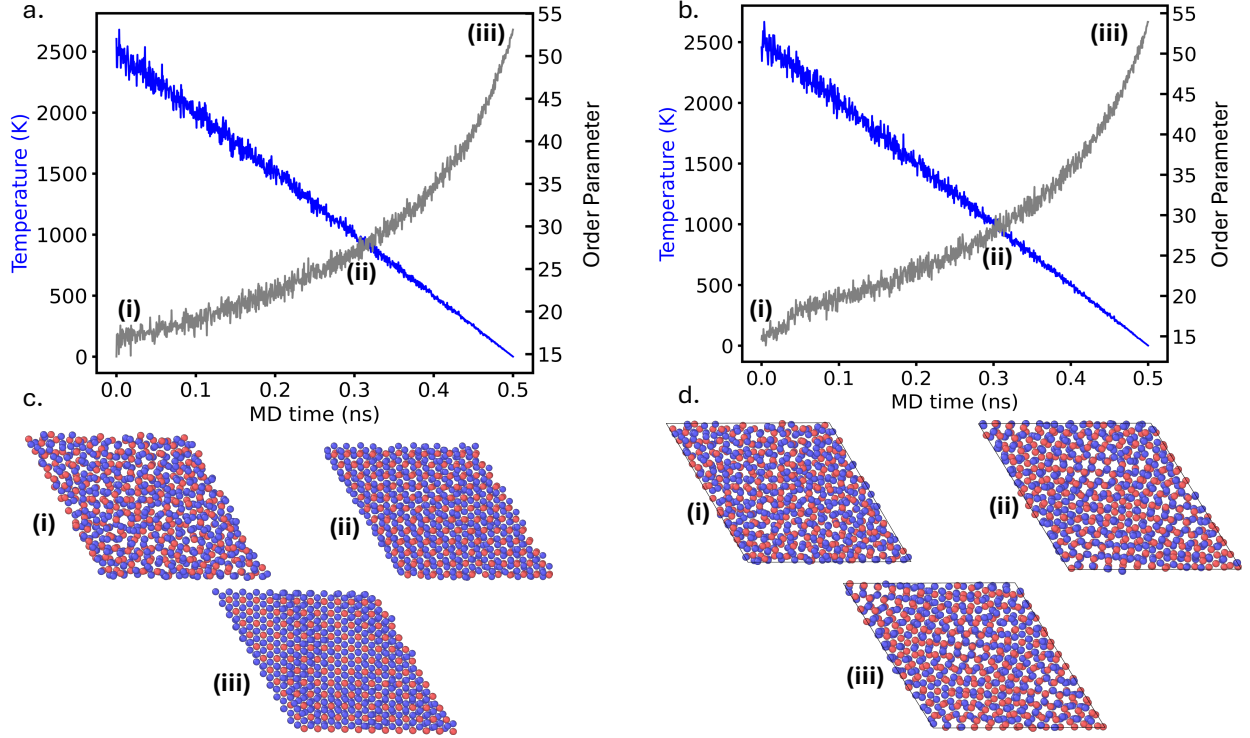 a.
(iii)
(i)
(ii)
Temperature (K)
2500
2000
1500
1000
500
0
Order Parameter
55
50
45
40
35
30
25
20
15
0.0 0.1 0.2 0.3 0.4 0.5
MD time (ns)
b.
(iii)
(i)
(ii)
Temperature (K)
2500
2000
1500
1000
500
0
Order Parameter
55
50
45
40
35
30
25
20
15
0.0 0.1 0.2 0.3 0.4 0.5
MD time (ns)
c.
(i)
(ii)
(iii)
d.
(i)
(ii)
(iii)